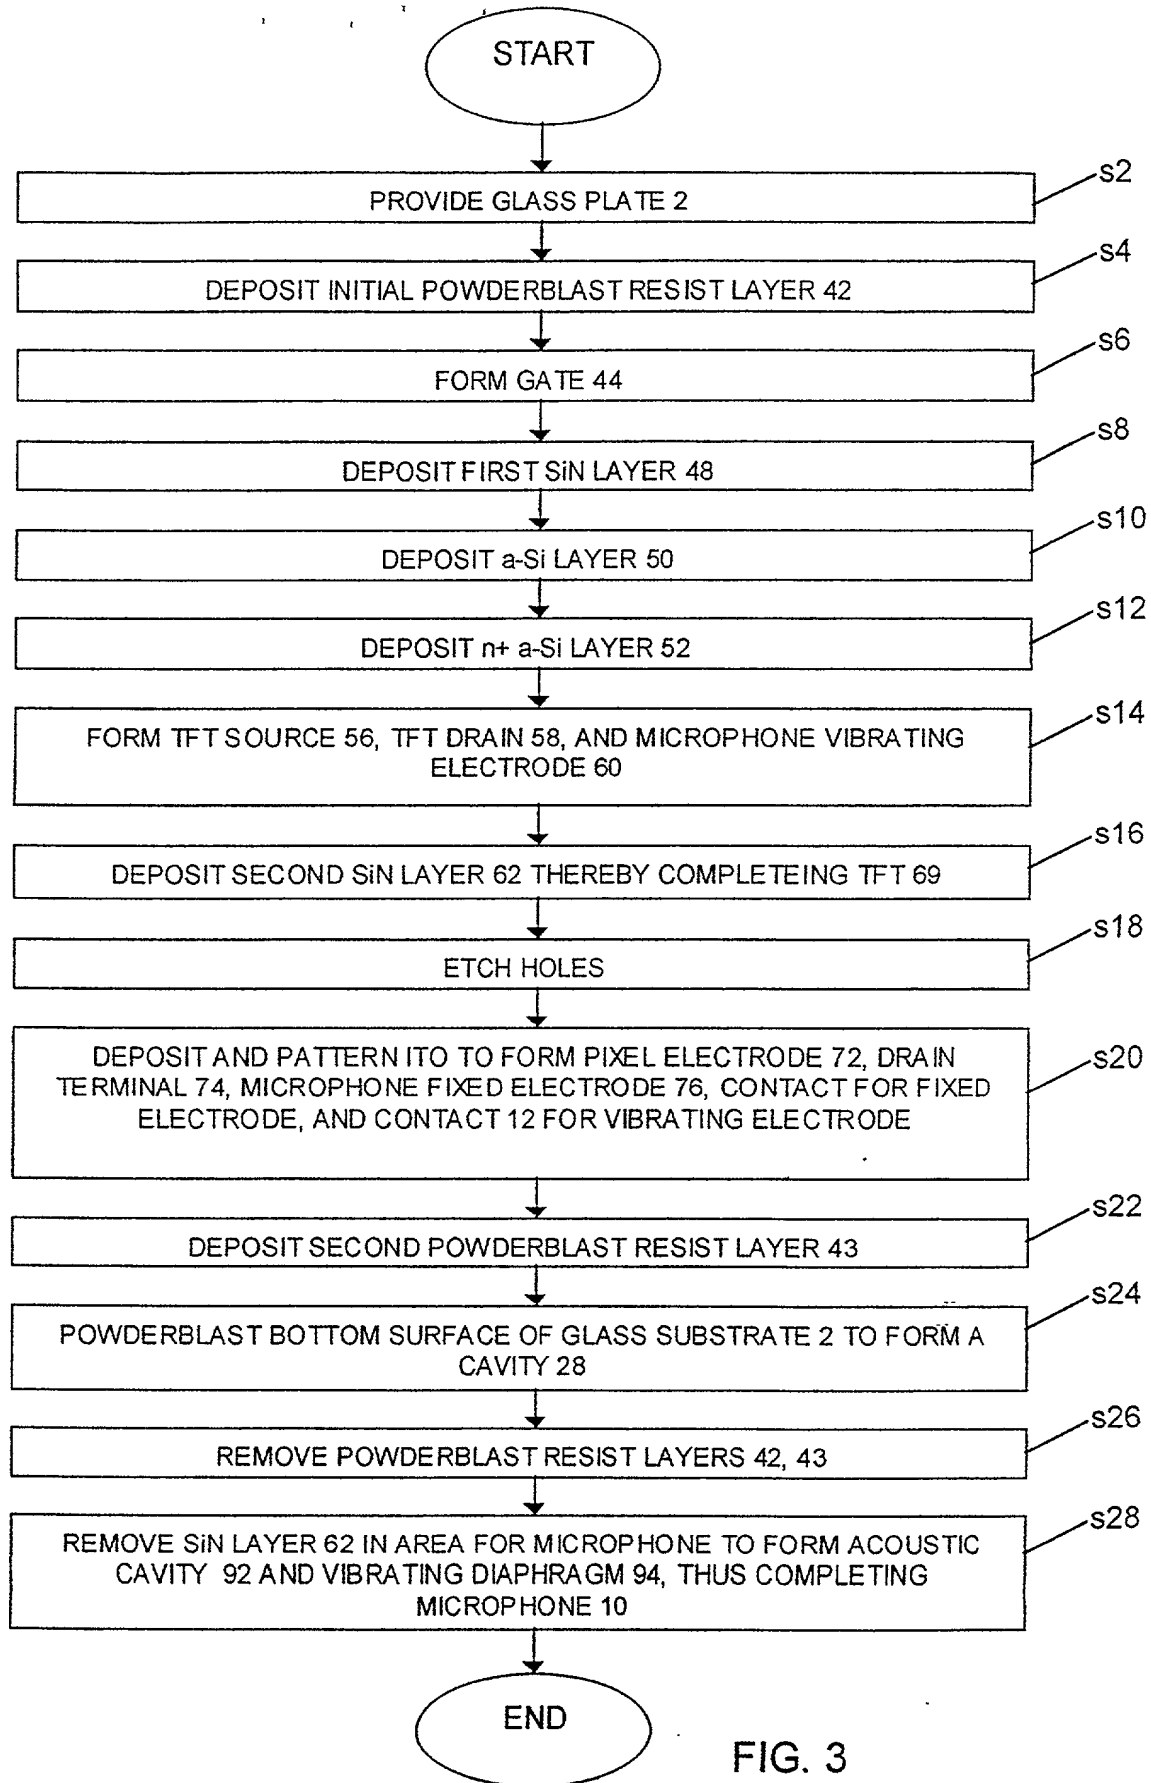 START
s2
PROVIDE GLASS PLATE 2
s4
DEPOSIT INITIAL POWDERBLAST RESIST LAYER 42
s6
FORM GATE 44
s8
DEPOSIT FIRST SiN LAYER 48
s10
DEPOSIT a-Si LAYER 50
s12
DEPOSIT n+ a-Si LAYER 52
s14
FORM TFT SOURCE 56, TFT DRAIN 58, AND MICROPHONE VIBRATING
ELECTRODE 60
s16
DEPOSIT SECOND SiN LAYER 62 THEREBY COMPLETEING TFT 69
s18
ETCH HOLES
s20
DEPOSIT AND PATTERN ITO TO FORM PIXEL ELECTRODE 72, DRAIN
TERMINAL 74, MICROPHONE FIXED ELECTRODE 76, CONTACT FOR FIXED
ELECTRODE, AND CONTACT 12 FOR VIBRATING ELECTRODE
s22
DEPOSIT SECOND POWDERBLAST RESIST LAYER 43
s24
POWDERBLAST BOTTOM SURFACE OF GLASS SUBSTRATE 2 TO FORM A
CAVITY 28
s26
REMOVE POWDERBLAST RESIST LAYERS 42, 43
s28
REMOVE SiN LAYER 62 IN AREA FOR MICROPHONE TO FORM ACOUSTIC
CAVITY 92 AND VIBRATING DIAPHRAGM 94, THUS COMPLETING
MICROPHONE 10
END
FIG. 3